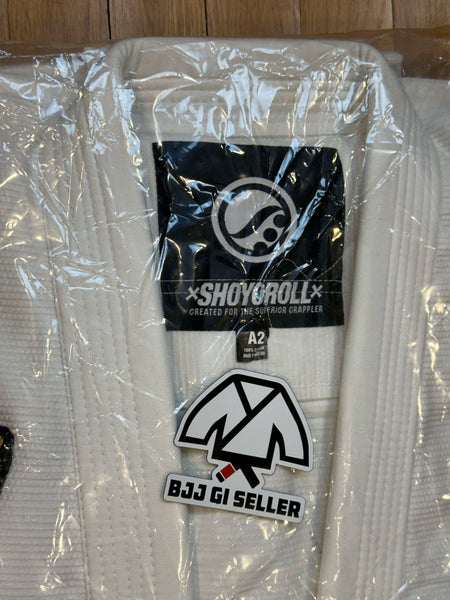 ×SHOYOROLL×
CREATED FOR THE SUPERIOR GRAPPLER
A2
BJJ GI SELLER